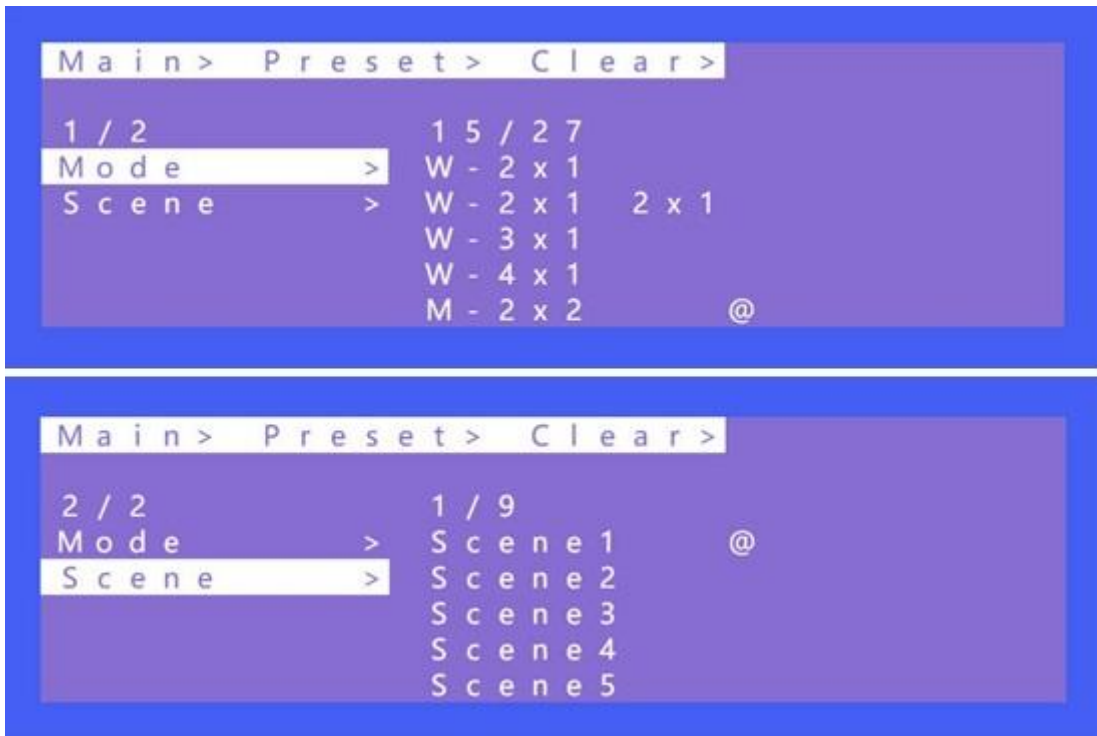 Main> Preset> Clear>
1/2 15/27
Mode > W-2x1
Scene > W-2x1 2x1
W-3x1
W-4x1
M-2x2 @
Main> Preset> Clear>
2/2 1/9
Mode > Scene1 @
Scene > Scene2
Scene3
Scene4
Scene5